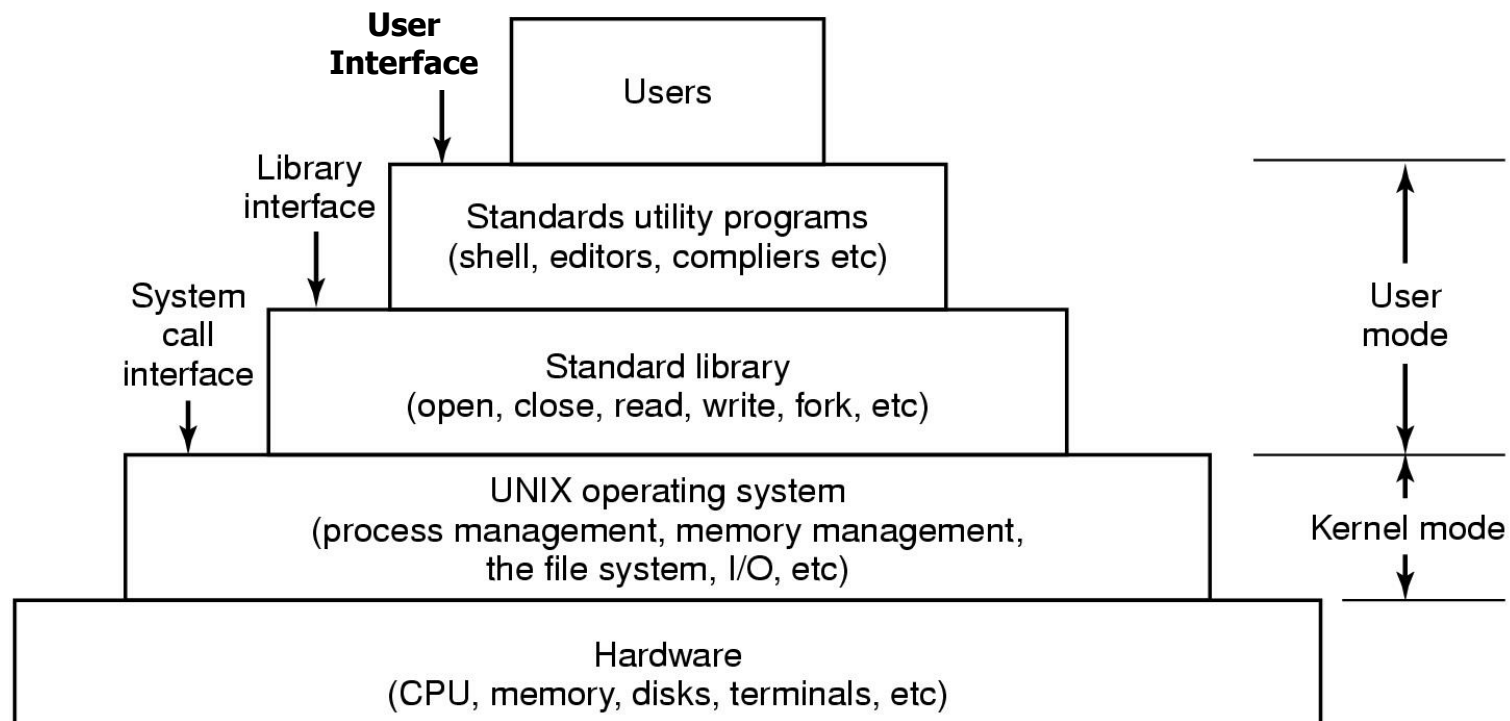 User
Interface
Users
Library
interface
Standards utility programs
(shell, editors, compliers etc)
System
call
interface
User
mode
Standard library
(open, close, read, write, fork, etc)
UNIX operating system
(process management, memory management,
the file system, I/O, etc)
Kernel mode
Hardware
(CPU, memory, disks, terminals, etc)